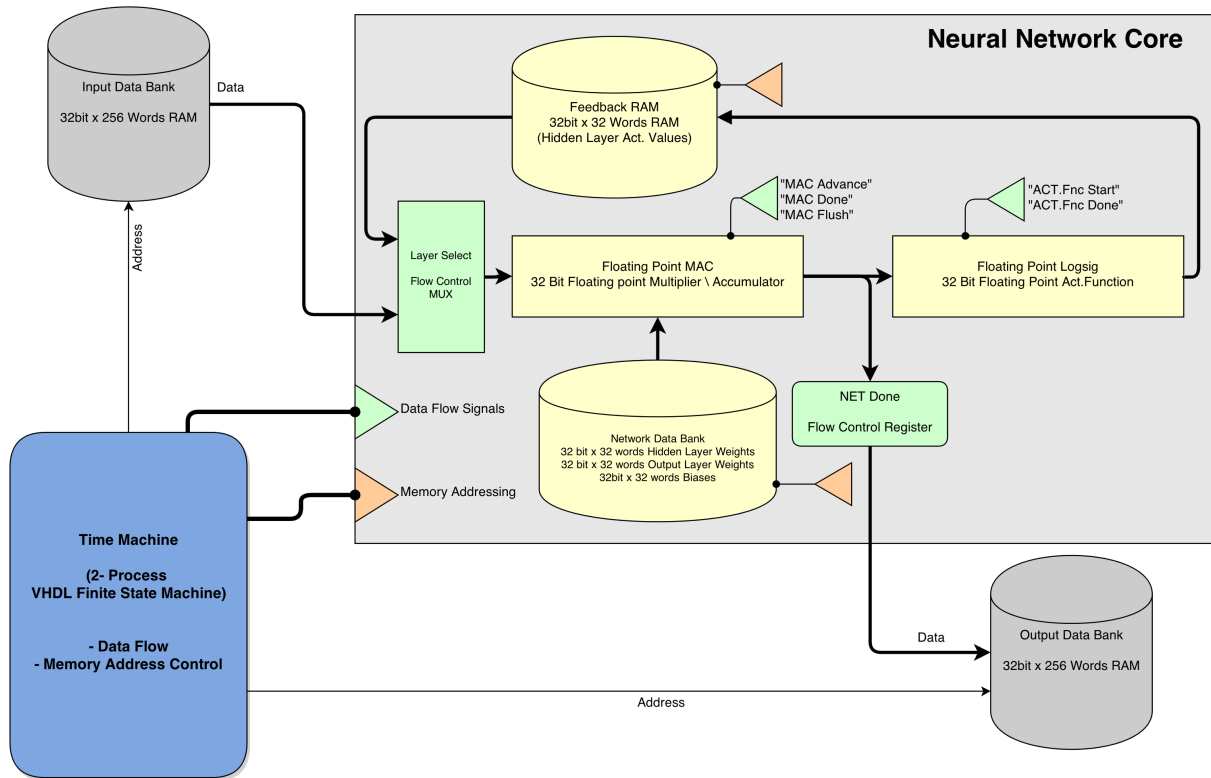 Neural Network Core
Input Data Bank
32bit x 256 Words RAM
Data
Feedback RAM
32bit x 32 Words RAM
(Hidden Layer Act. Values)
"MAC Advance"
"MAC Done"
"MAC Flush"
"ACT.Fnc Start"
"ACT.Fnc Done"
Address
Layer Select
Flow Control
MUX
Floating Point MAC
32 Bit Floating point Multiplier \ Accumulator
Floating Point Logsig
32 Bit Floating Point Act.Function
Data Flow Signals
NET Done
Flow Control Register
Network Data Bank
32 bit x 32 words Hidden Layer Weights
32 bit x 32 words Output Layer Weights
32bit x 32 words Biases
Memory Addressing
Time Machine
(2- Process
VHDL Finite State Machine)
- Data Flow
- Memory Address Control
Data
Output Data Bank
32bit x 256 Words RAM
Address